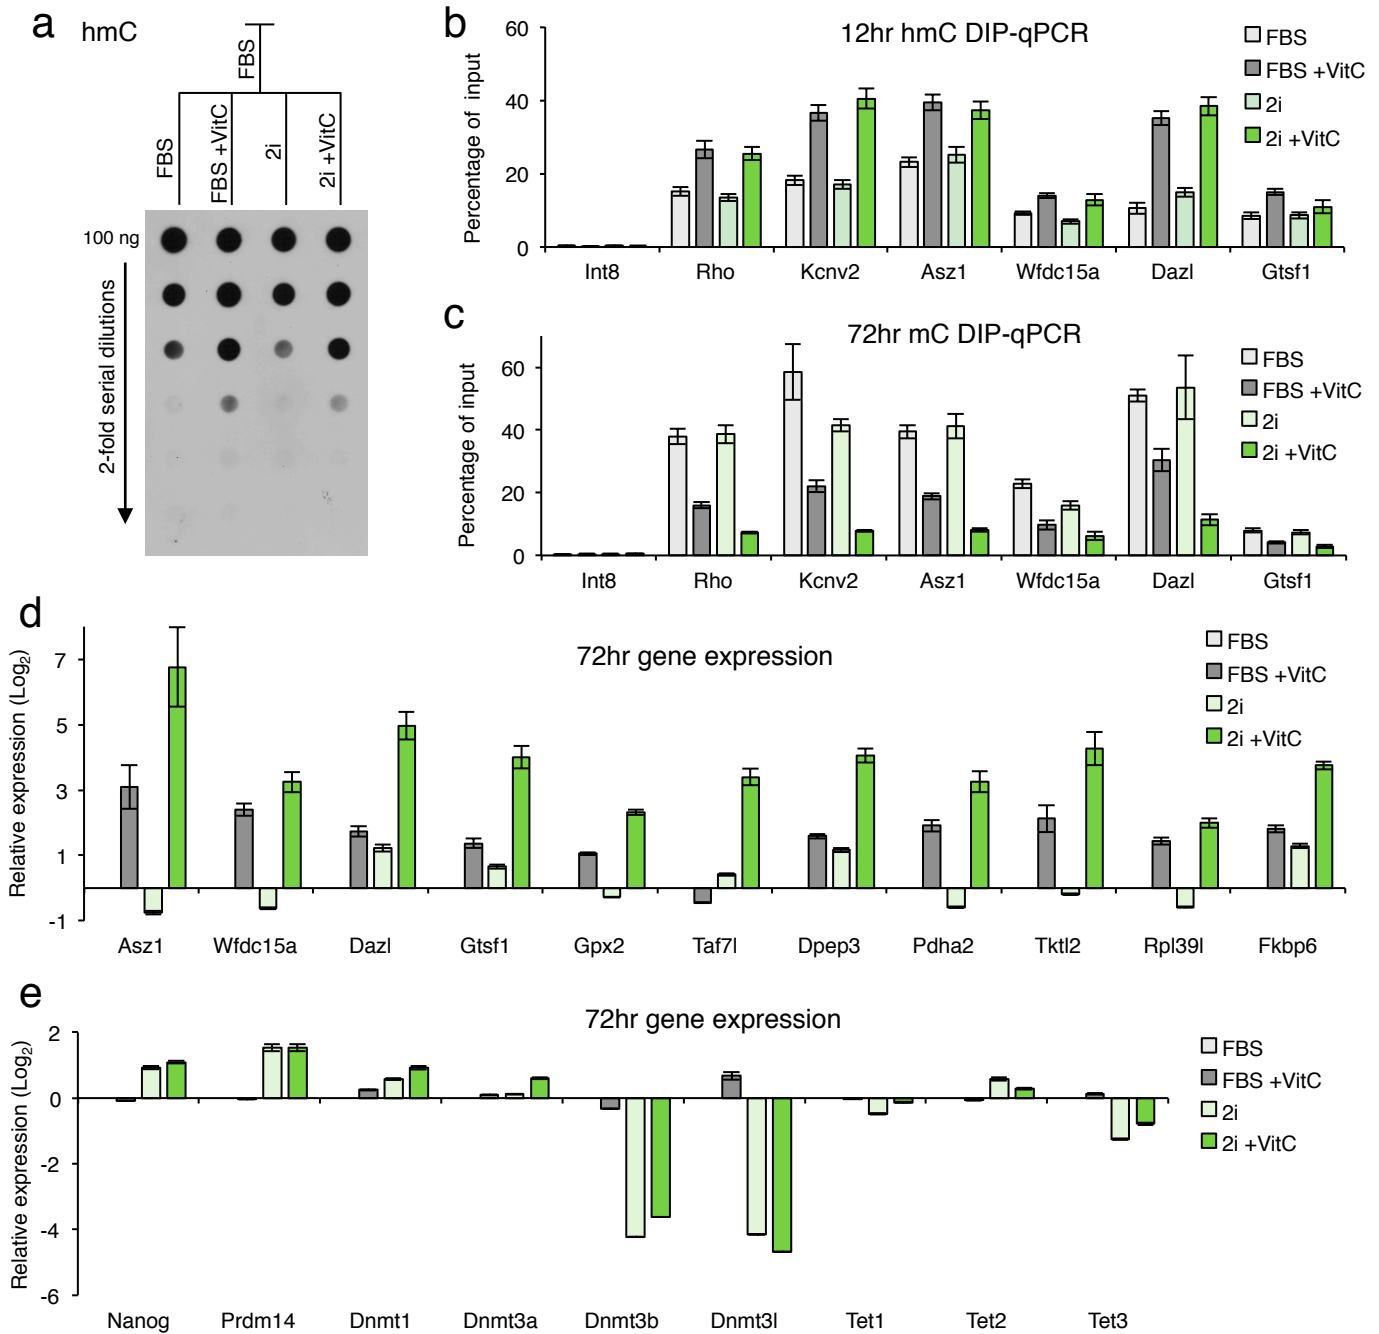 a
hmC
FBS
FBS
FBS +VitC
2i
2i +VitC
100 ng
2-fold serial dilutions
b
12hr hmC DIP-qPCR
Percentage of input
60
40
20
0
Int8 Rho Kcnv2 Asz1 Wfdc15a Dazl Gtsf1
FBS
FBS +VitC
2i
2i +VitC
c
72hr mC DIP-qPCR
Percentage of input
60
40
20
0
Int8 Rho Kcnv2 Asz1 Wfdc15a Dazl Gtsf1
FBS
FBS +VitC
2i
2i +VitC
d
72hr gene expression
Relative expression (Log2)
7
5
3
1
-1
Asz1 Wfdc15a Dazl Gtsf1 Gpx2 Taf7l Dpep3 Pdha2 Tktl2 Rpl39l Fkbp6
FBS
FBS +VitC
2i
2i +VitC
e
72hr gene expression
Relative expression (Log2)
2
0
-2
-4
-6
Nanog Prdm14 Dnmt1 Dnmt3a Dnmt3b Dnmt3l Tet1 Tet2 Tet3
FBS
FBS +VitC
2i
2i +VitC